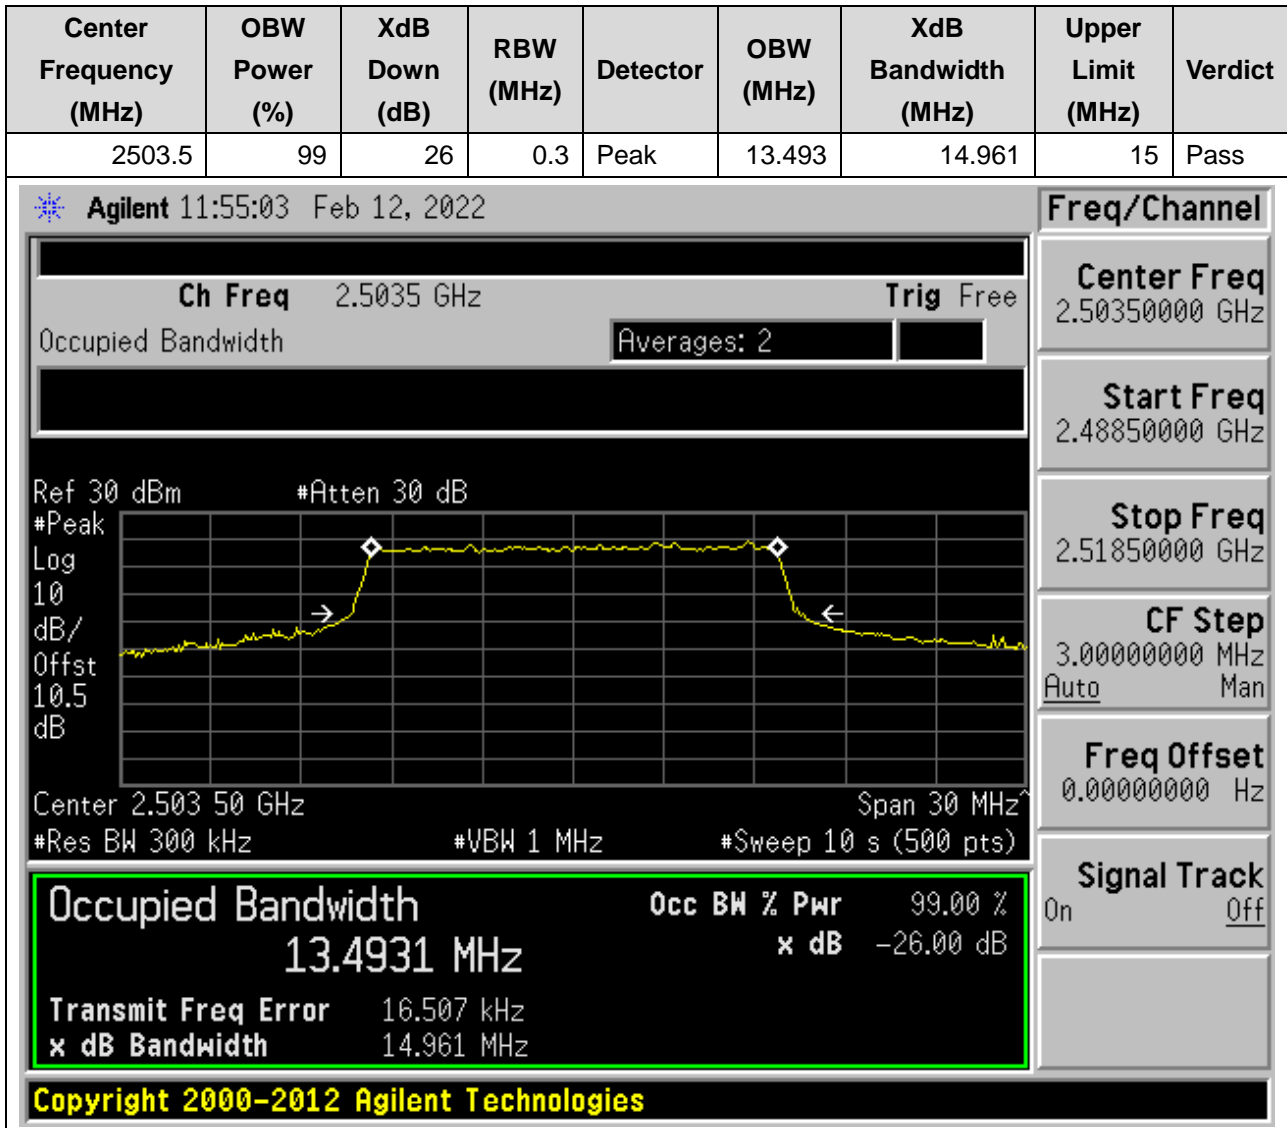 Center Frequency (MHz) OBW Power (%) XdB Down (dB) RBW (MHz) Detector OBW (MHz) XdB Bandwidth (MHz) Upper Limit (MHz) Verdict
2503.5 99 26 0.3 Peak 13.493 14.961 15 Pass
Agilent 11:55:03 Feb 12, 2022
Freq/Channel
Ch Freq 2.5035 GHz Trig Free
Occupied Bandwidth Averages: 2
Ref 30 dBm #Atten 30 dB
#Peak
Log
10
dB/
Offst
10.5
dB
Center 2.503 50 GHz Span 30 MHz^
#Res BW 300 kHz #VBW 1 MHz #Sweep 10 s (500 pts)
Occupied Bandwidth Occ BW % Pwr 99.00 %
13.4931 MHz x dB -26.00 dB
Transmit Freq Error 16.507 kHz
x dB Bandwidth 14.961 MHz
Center Freq
2.50350000 GHz
Start Freq
2.48850000 GHz
Stop Freq
2.51850000 GHz
CF Step
3.00000000 MHz
Auto Man
Freq Offset
0.00000000 Hz
Signal Track
On Off
Copyright 2000-2012 Agilent Technologies